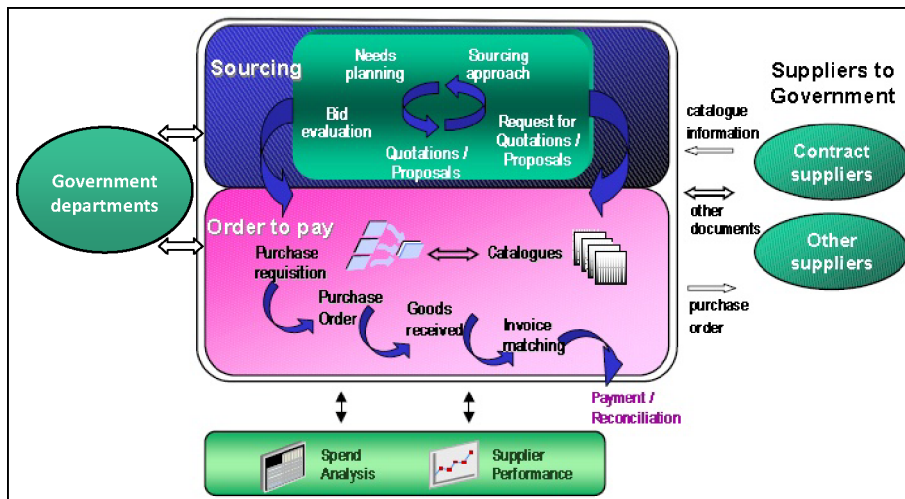 Sourcing
Needs
planning
Sourcing
approach
Bid
evaluation
Request for
Quotations /
Proposals
Quotations /
Proposals
Government
departments
Suppliers to
Government
catalogue
information
Contract
suppliers
other
documents
Other
suppliers
purchase
order
Order to pay
Purchase
requisition
Catalogues
Purchase
Order
Goods
received
Invoice
matching
Payment /
Reconciliation
Spend
Analysis
Supplier
Performance